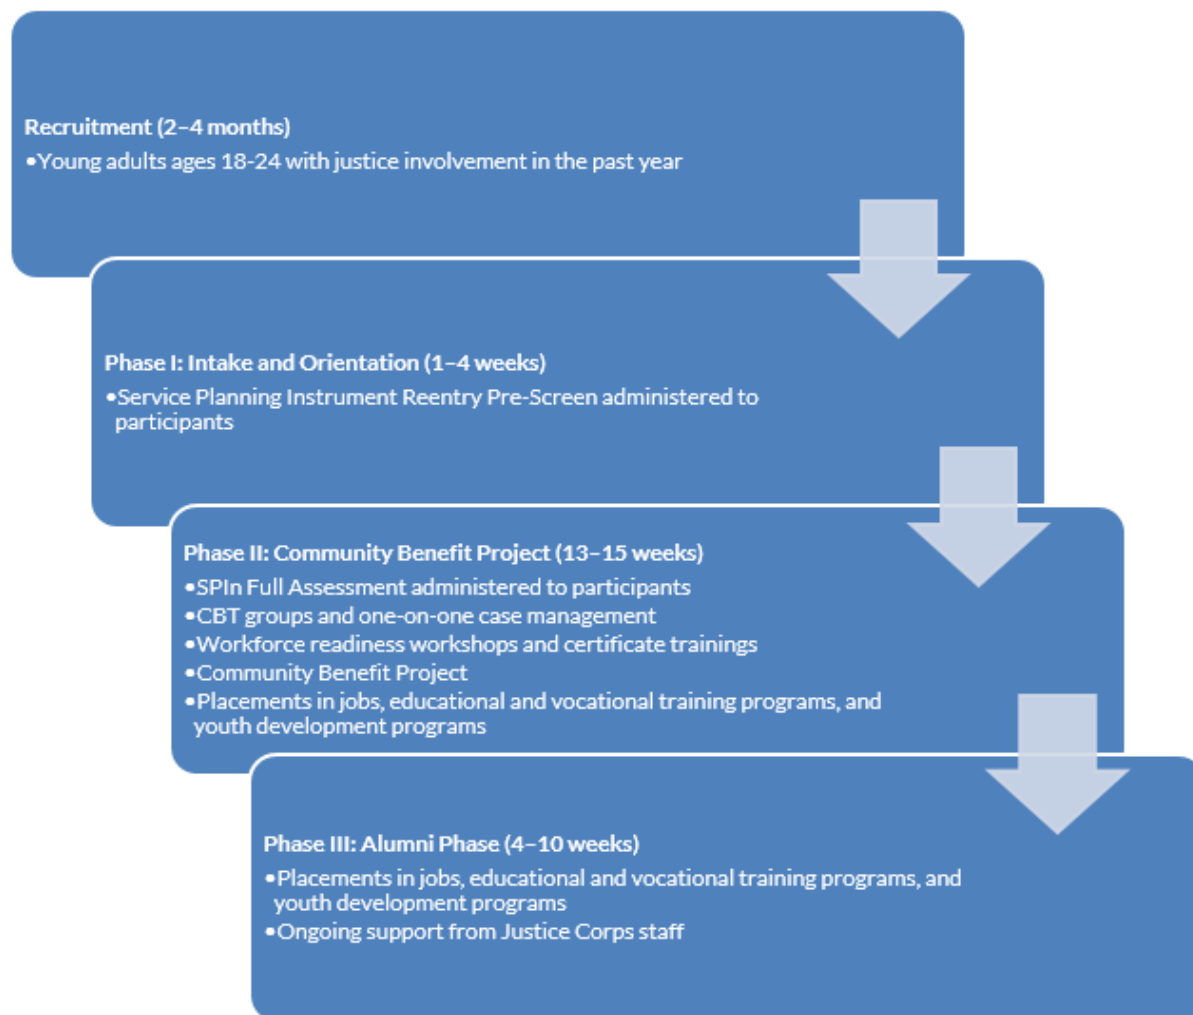 Recruitment (2–4 months)
•Young adults ages 18-24 with justice involvement in the past year
Phase I: Intake and Orientation (1–4 weeks)
•Service Planning Instrument Reentry Pre-Screen administered to
participants
Phase II: Community Benefit Project (13–15 weeks)
•SPIn Full Assessment administered to participants
•CBT groups and one-on-one case management
•Workforce readiness workshops and certificate trainings
•Community Benefit Project
•Placements in jobs, educational and vocational training programs, and
youth development programs
Phase III: Alumni Phase (4–10 weeks)
•Placements in jobs, educational and vocational training programs, and
youth development programs
•Ongoing support from Justice Corps staff